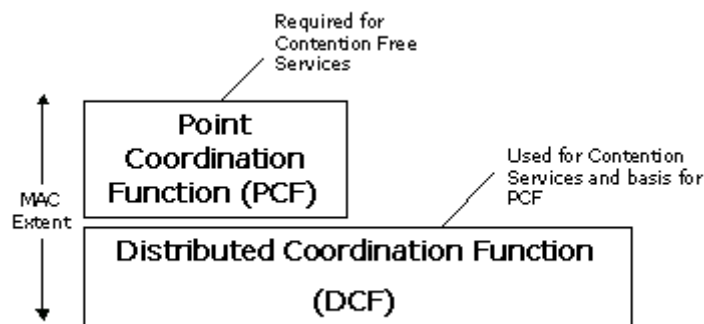 Required for
Contention Free
Services
Point
Coordination
Function (PCF)
Used for Contention
Services and basis for
PCF
MAC
Extent
Distributed Coordination Function
(DCF)